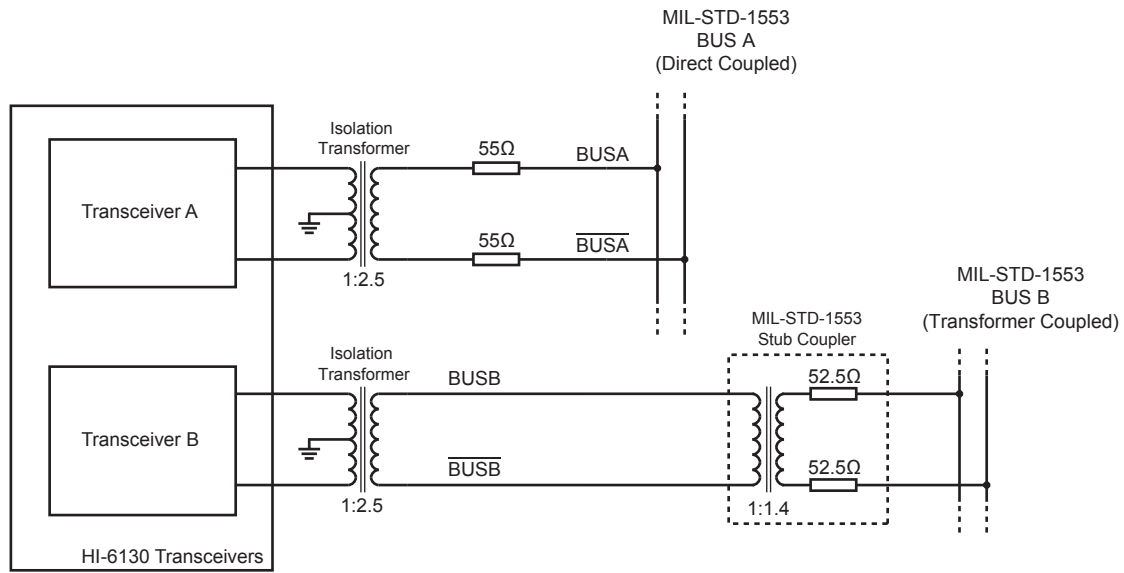 MIL-STD-1553
BUS A
(Direct Coupled)
Isolation
Transformer
55Ω
BUSA
Transceiver A
55Ω
B̅U̅S̅A̅
1:2.5
MIL-STD-1553
BUS B
(Transformer Coupled)
MIL-STD-1553
Stub Coupler
Isolation
Transformer
BUSB
52.5Ω
Transceiver B
B̅U̅S̅B̅
52.5Ω
1:2.5
1:1.4
HI-6130 Transceivers